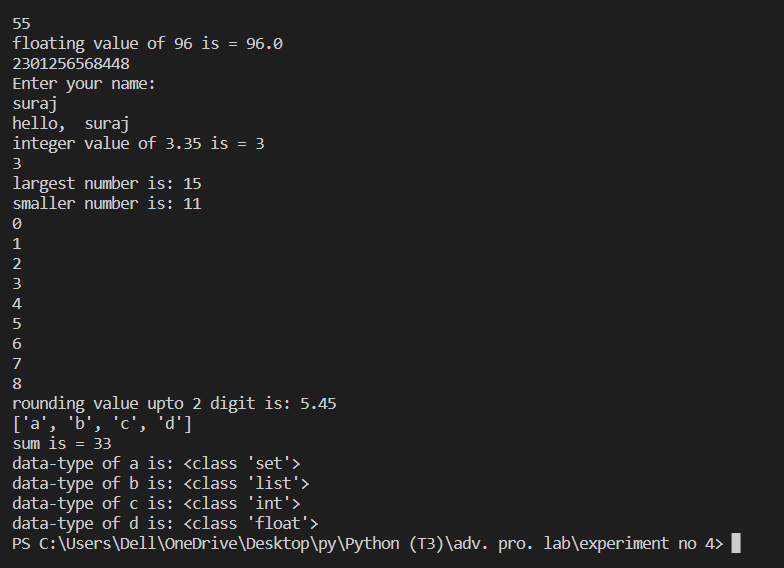 55
floating value of 96 is = 96.0
2301256568448
Enter your name:
suraj
hello,  suraj
integer value of 3.35 is = 3
3
largest number is: 15
smaller number is: 11
0
1
2
3
4
5
6
7
8
rounding value upto 2 digit is: 5.45
['a', 'b', 'c', 'd']
sum is = 33
data-type of a is: <class 'set'>
data-type of b is: <class 'list'>
data-type of c is: <class 'int'>
data-type of d is: <class 'float'>
PS C:\Users\Dell\OneDrive\Desktop\py\Python (T3)\adv. pro. lab\experiment no 4>